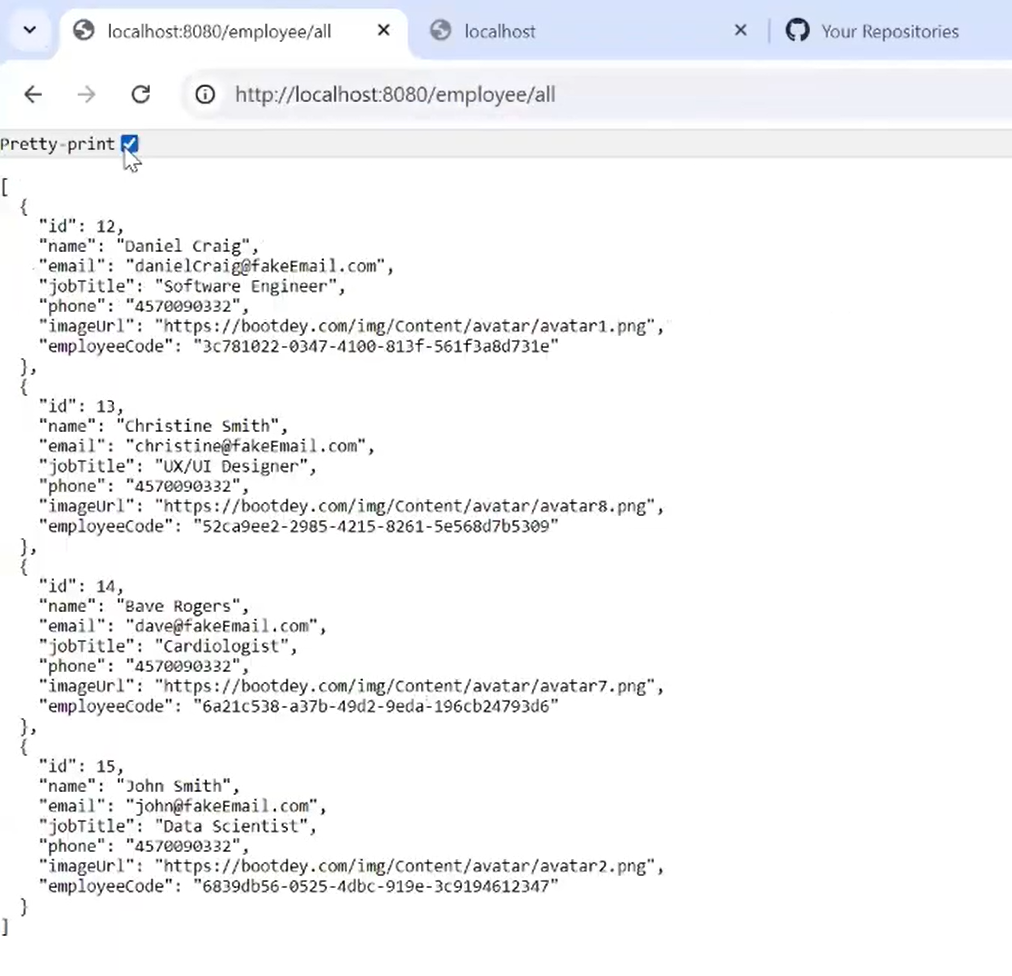 localhost:8080/employee/all
localhost
Your Repositories
http://localhost:8080/employee/all
Pretty-print
[
  {
    "id": 12,
    "name": "Daniel Craig",
    "email": "danielCraig@fakeEmail.com",
    "jobTitle": "Software Engineer",
    "phone": "4570090332",
    "imageUrl": "https://bootdey.com/img/Content/avatar/avatar1.png",
    "employeeCode": "3c781022-0347-4100-813f-561f3a8d731e"
  },
  {
    "id": 13,
    "name": "Christine Smith",
    "email": "christine@fakeEmail.com",
    "jobTitle": "UX/UI Designer",
    "phone": "4570090332",
    "imageUrl": "https://bootdey.com/img/Content/avatar/avatar8.png",
    "employeeCode": "52ca9ee2-2985-4215-8261-5e568d7b5309"
  },
  {
    "id": 14,
    "name": "Bave Rogers",
    "email": "dave@fakeEmail.com",
    "jobTitle": "Cardiologist",
    "phone": "4570090332",
    "imageUrl": "https://bootdey.com/img/Content/avatar/avatar7.png",
    "employeeCode": "6a21c538-a37b-49d2-9eda-196cb24793d6"
  },
  {
    "id": 15,
    "name": "John Smith",
    "email": "john@fakeEmail.com",
    "jobTitle": "Data Scientist",
    "phone": "4570090332",
    "imageUrl": "https://bootdey.com/img/Content/avatar/avatar2.png",
    "employeeCode": "6839db56-0525-4dbc-919e-3c9194612347"
  }
]